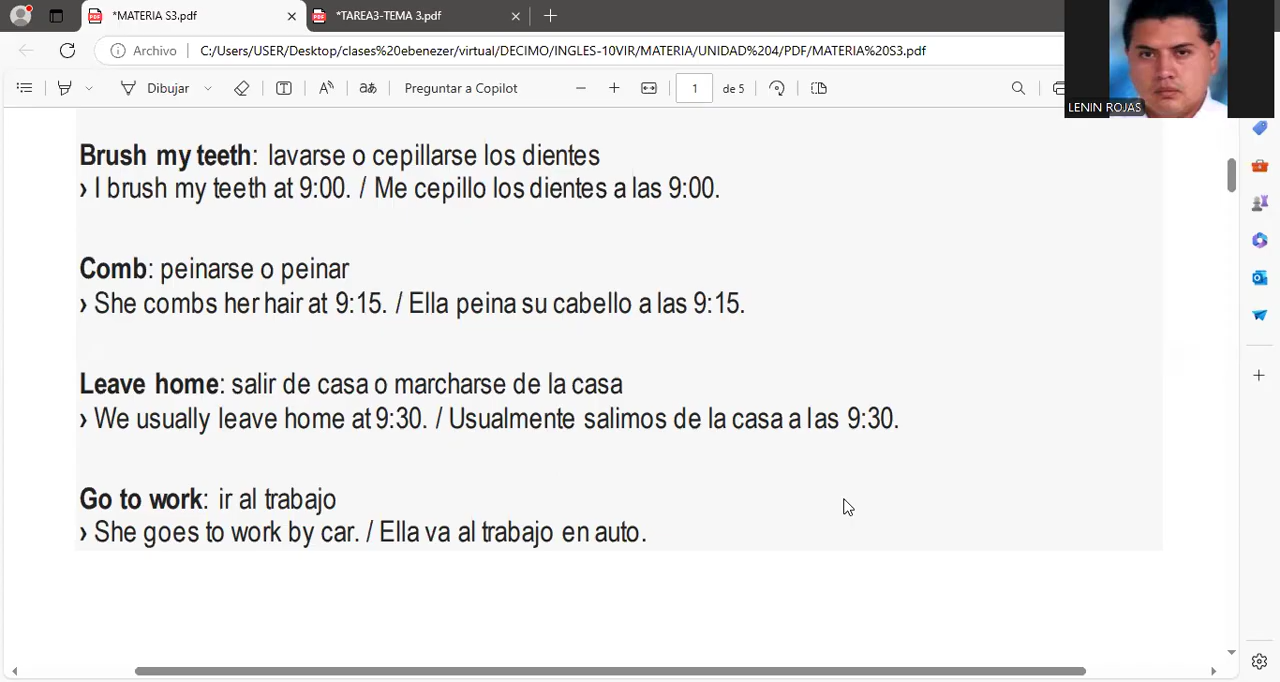 *MATERIA S3.pdf
*TAREA3-TEMA 3.pdf
Archivo
C:/Users/USER/Desktop/clases%20ebenezer/virtual/DECIMO/INGLES-10VIR/MATERIA/UNIDAD%204/PDF/MATERIA%20S3.pdf
Dibujar
aあ
Preguntar a Copilot
1
de 5
LENIN ROJAS
Brush my teeth: lavarse o cepillarse los dientes
› I brush my teeth at 9:00. / Me cepillo los dientes a las 9:00.
Comb: peinarse o peinar
› She combs her hair at 9:15. / Ella peina su cabello a las 9:15.
Leave home: salir de casa o marcharse de la casa
› We usually leave home at 9:30. / Usualmente salimos de la casa a las 9:30.
Go to work: ir al trabajo
› She goes to work by car. / Ella va al trabajo en auto.